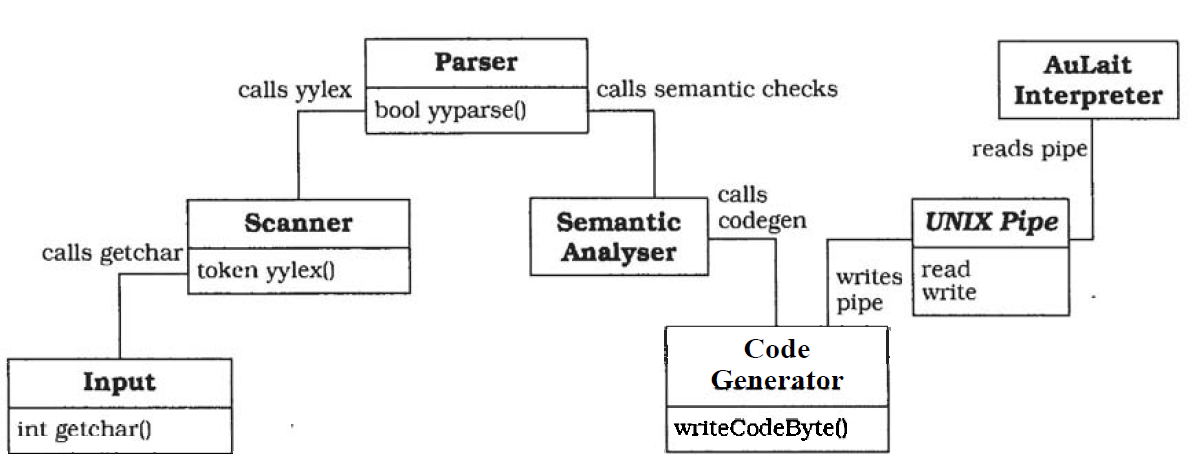 Parser
bool yyparse()
calls yylex
calls semantic checks
AuLait
Interpreter
reads pipe
Scanner
token yylex()
calls getchar
Semantic
Analyser
calls
codegen
UNIX Pipe
read
write
writes
pipe
Input
int getchar()
Code
Generator
writeCodeByte()